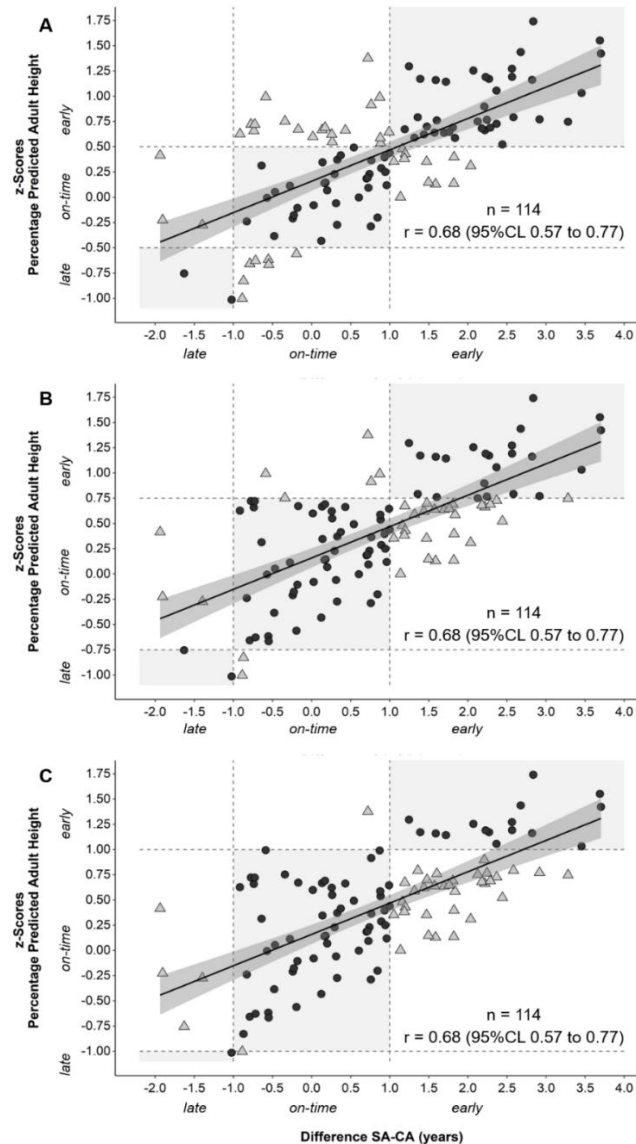 A
z-Scores
Percentage Predicted Adult Height
late on-time early
1.75
1.50
1.25
1.00
0.75
0.50
0.25
0.00
-0.25
-0.50
-0.75
-1.00
n = 114
r = 0.68 (95%CL 0.57 to 0.77)
-2.0 -1.5 -1.0 -0.5 0.0 0.5 1.0 1.5 2.0 2.5 3.0 3.5 4.0
late on-time early
B
z-Scores
Percentage Predicted Adult Height
late on-time early
1.75
1.50
1.25
1.00
0.75
0.50
0.25
0.00
-0.25
-0.50
-0.75
-1.00
n = 114
r = 0.68 (95%CL 0.57 to 0.77)
-2.0 -1.5 -1.0 -0.5 0.0 0.5 1.0 1.5 2.0 2.5 3.0 3.5 4.0
late on-time early
C
z-Scores
Percentage Predicted Adult Height
late on-time early
1.75
1.50
1.25
1.00
0.75
0.50
0.25
0.00
-0.25
-0.50
-0.75
-1.00
n = 114
r = 0.68 (95%CL 0.57 to 0.77)
-2.0 -1.5 -1.0 -0.5 0.0 0.5 1.0 1.5 2.0 2.5 3.0 3.5 4.0
late on-time early
Difference SA-CA (years)